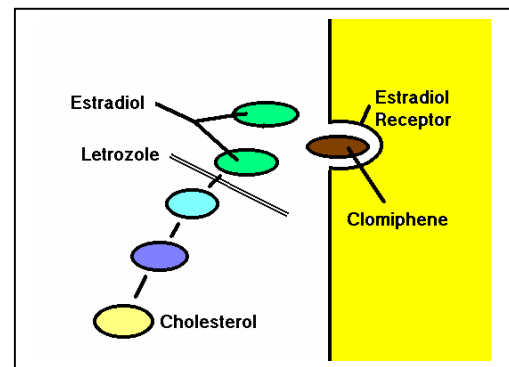 Estradiol
Letrozole
Cholesterol
Estradiol
Receptor
Clomiphene